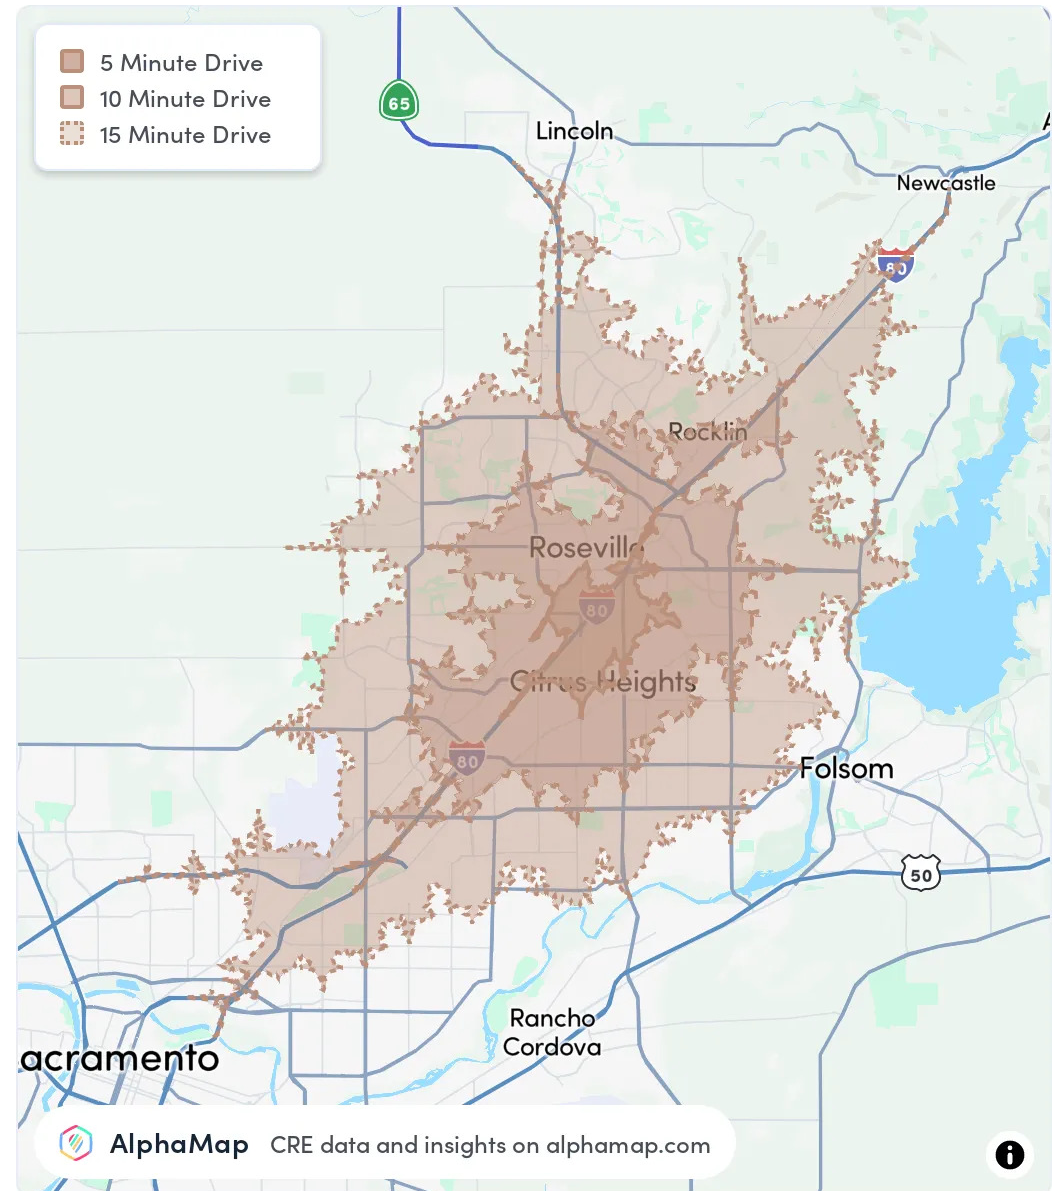 5 Minute Drive
10 Minute Drive
15 Minute Drive
65
Lincoln
A
Newcastle
80
Rocklin
Roseville
80
Citrus Heights
80
Folsom
50
Rancho
Cordova
acramento
AlphaMap CRE data and insights on alphamap.com
i